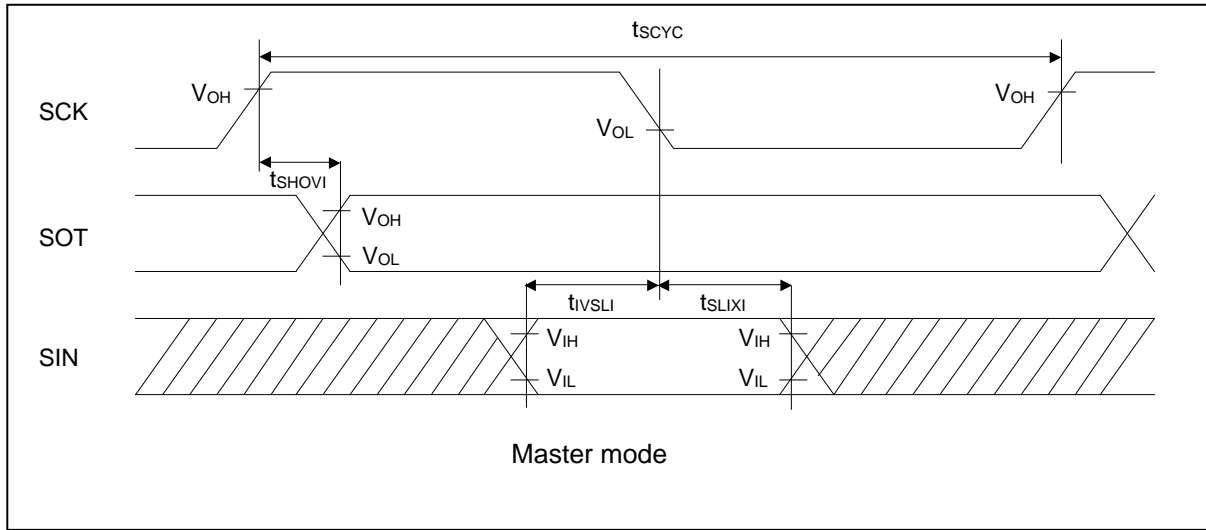 tSCYC
SCK
VOH
VOL
VOH
tSHOVI
SOT
VOH
VOL
tIVSLI
tSLIXI
SIN
VIH
VIH
VIL
VIL
Master mode